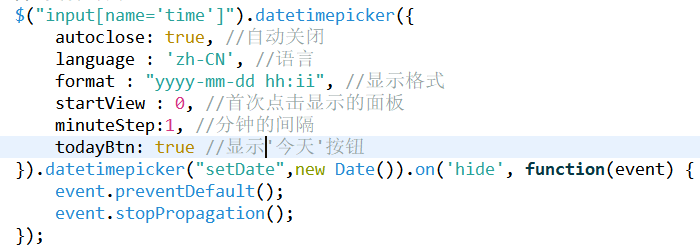 $("input[name='time']").datetimepicker({
autoclose: true, //自动关闭
language : 'zh-CN', //语言
format : "yyyy-mm-dd hh:ii", //显示格式
startView : 0, //首次点击显示的面板
minuteStep:1, //分钟的间隔
todayBtn: true //显示'今天'按钮
}).datetimepicker("setDate",new Date()).on('hide', function(event) {
event.preventDefault();
event.stopPropagation();
});